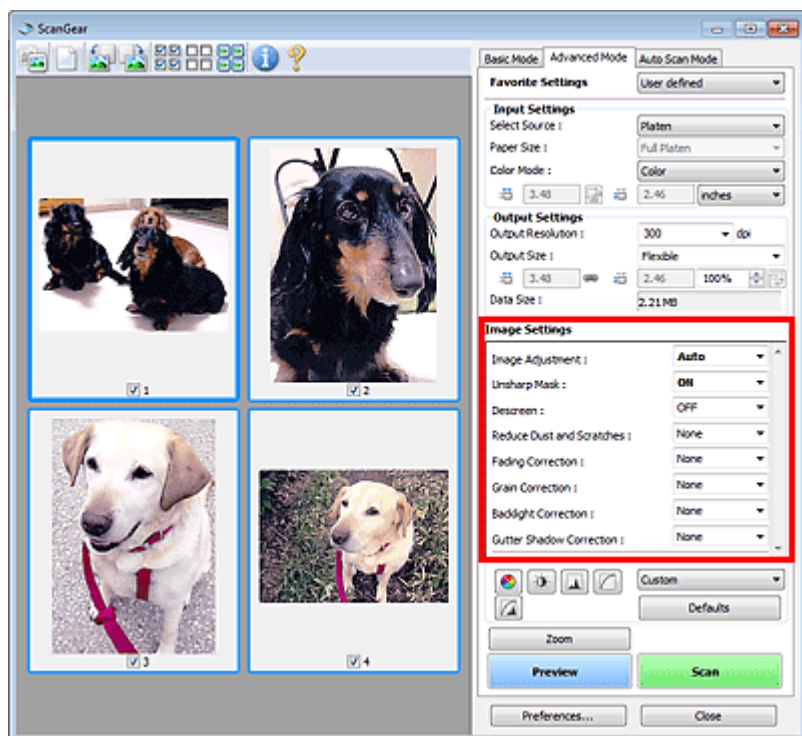 ScanGear
Basic Mode Advanced Mode Auto Scan Mode
Favorite Settings User defined
Input Settings
Select Source : Platen
Paper Size : Full Platen
Color Mode : Color
3.48 2.46 inches
Output Settings
Output Resolution : 300 dpi
Output Size : Flexible
3.48 2.46 100%
Data Size : 2.21MB
Image Settings
Image Adjustment : Auto
Unsharp Mask : ON
Descreen : OFF
Reduce Dust and Scratches : None
Fading Correction : None
Grain Correction : None
Backlight Correction : None
Gutter Shadow Correction : None
Custom
Defaults
Zoom
Preview Scan
Preferences... Close
1
2
3
4